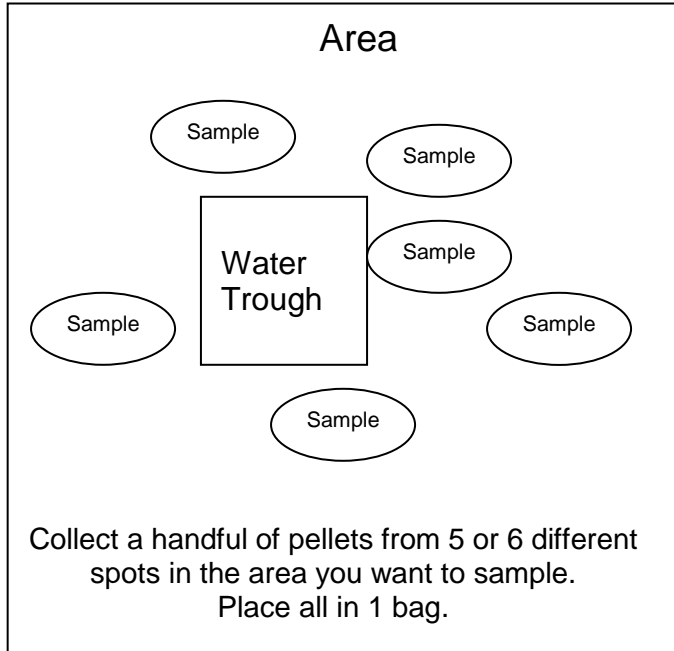 Area
Sample
Sample
Sample
Water
Trough
Sample
Sample
Sample
Collect a handful of pellets from 5 or 6 different
spots in the area you want to sample.
Place all in 1 bag.